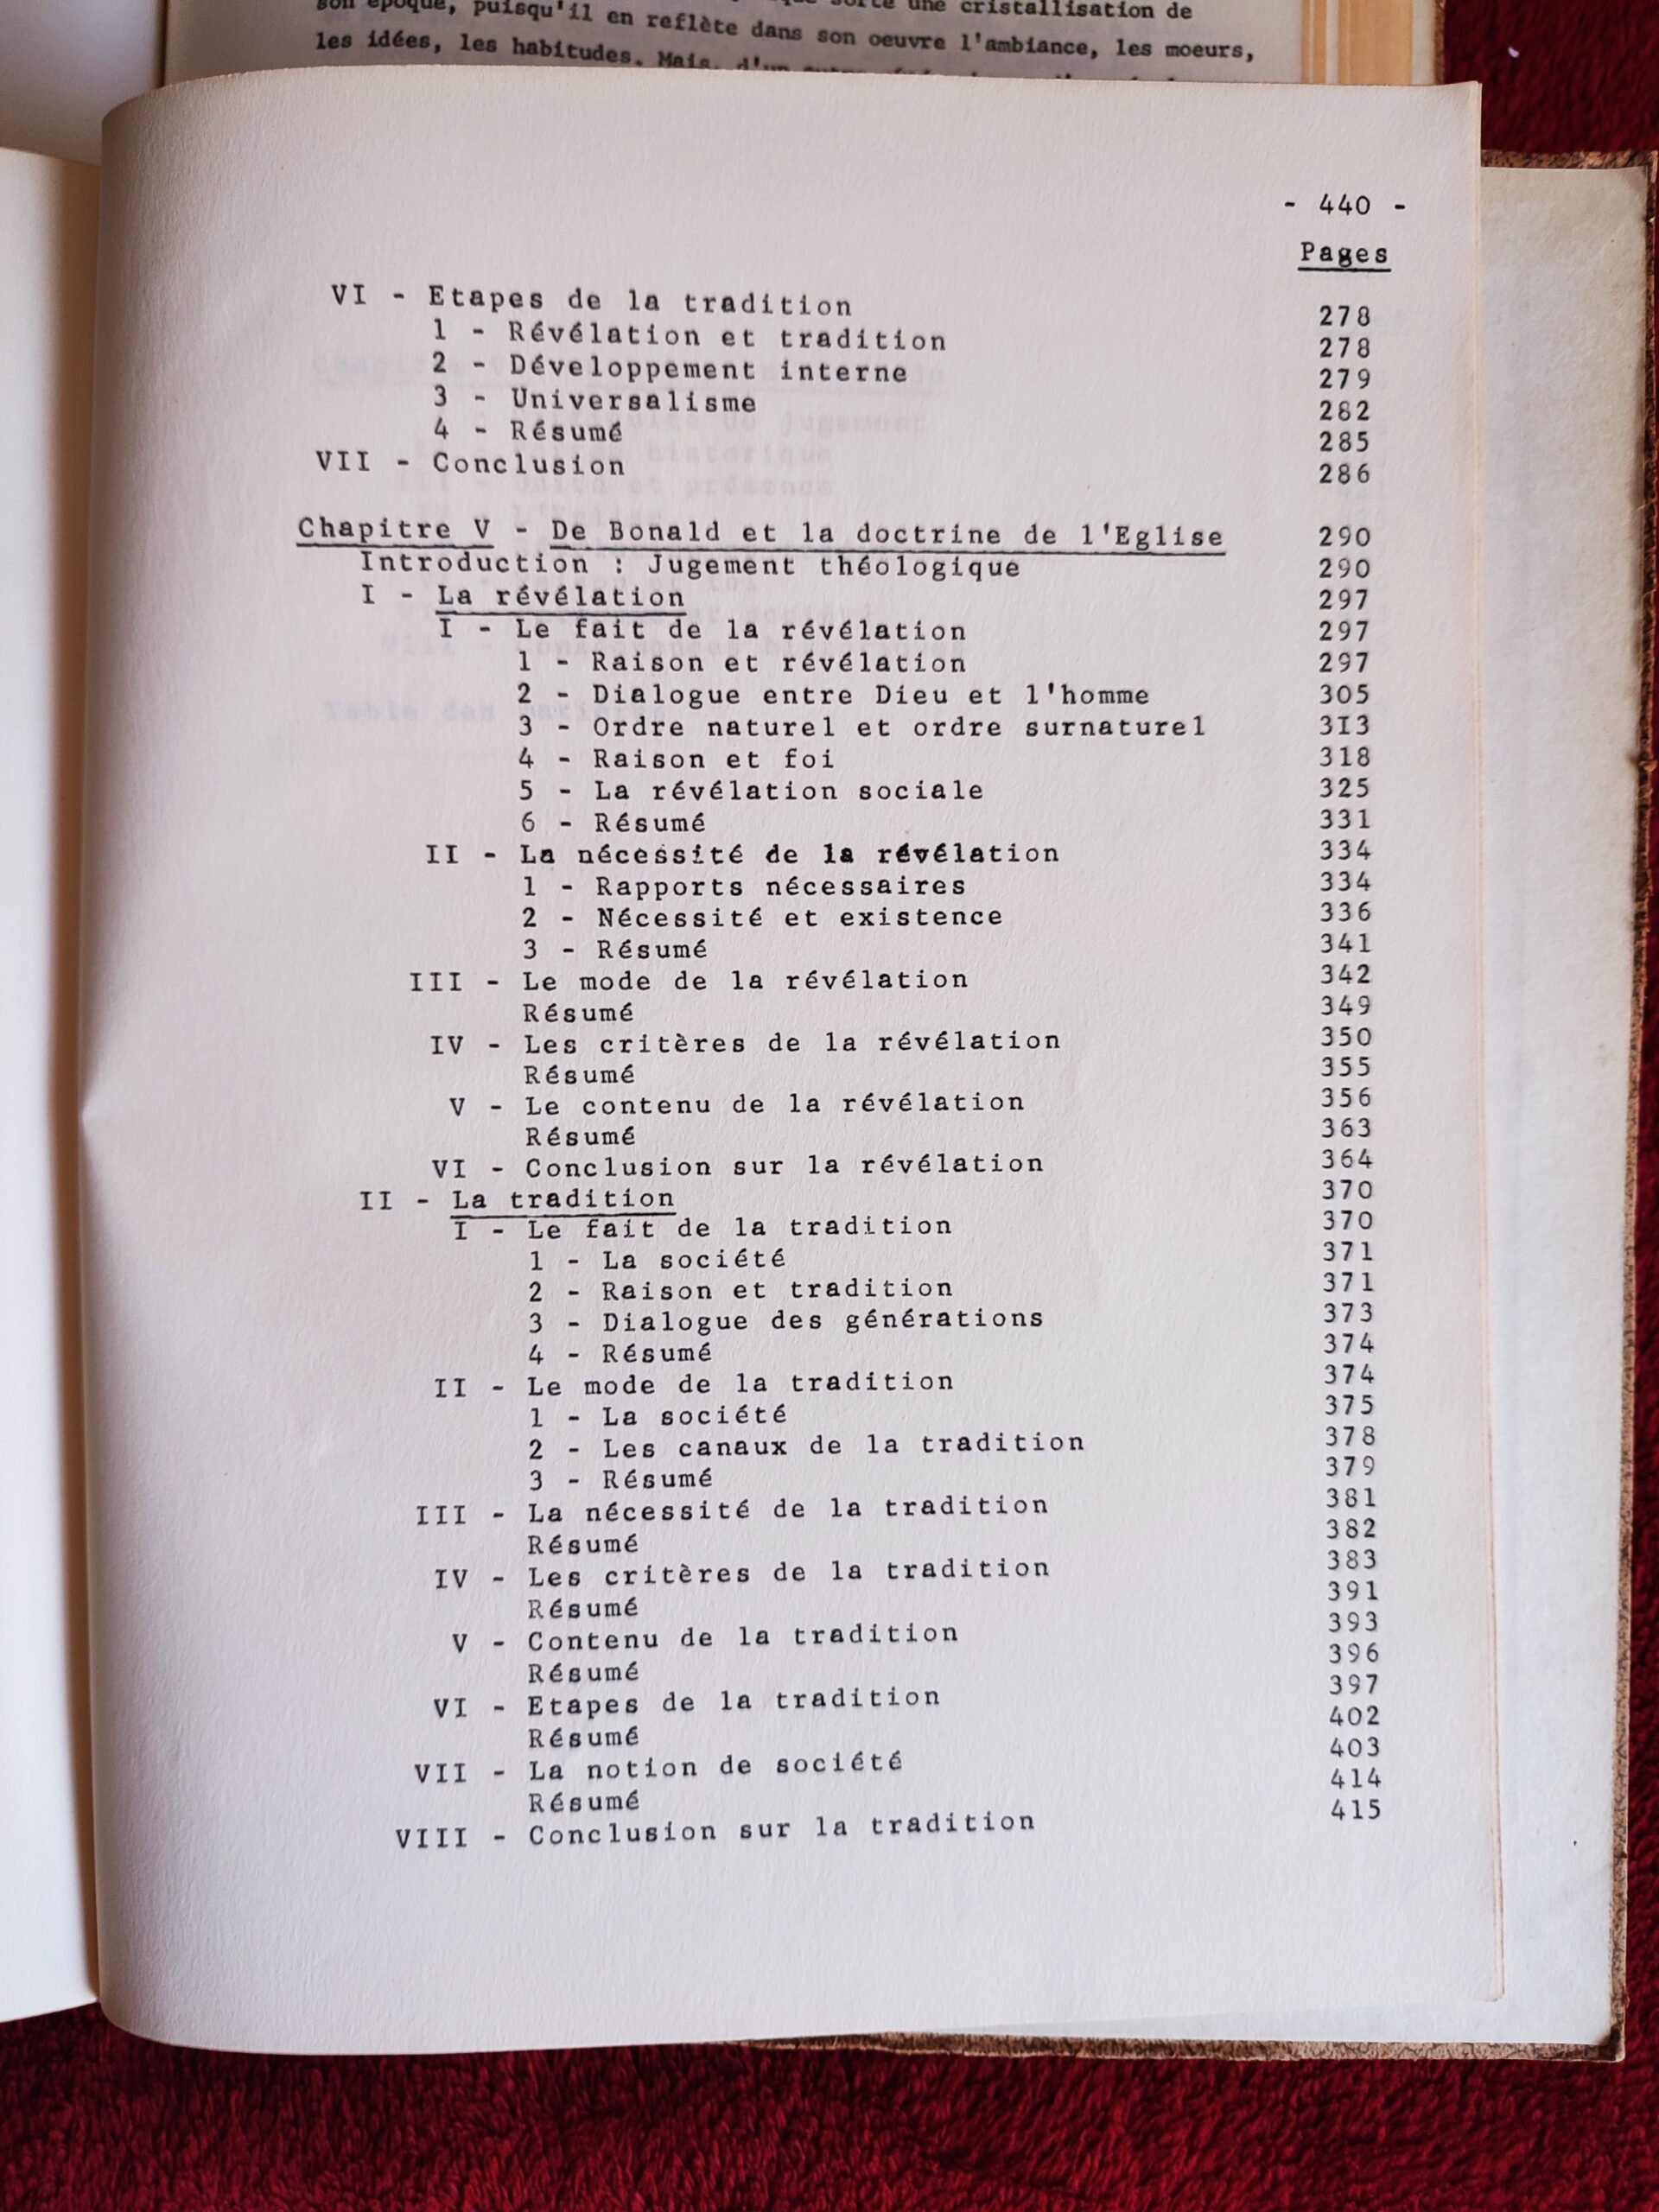 une cristallisation de
son époque, puisqu'il en reflète dans son oeuvre l'ambiance, les moeurs,
les idées, les habitudes. Mais, d'un
- 440 -
Pages
VI - Etapes de la tradition 278
1 - Révélation et tradition 278
2 - Développement interne 279
3 - Universalisme 282
4 - Résumé 285
VII - Conclusion 286
Chapitre V - De Bonald et la doctrine de l'Eglise 290
Introduction : Jugement théologique 290
I - La révélation 297
I - Le fait de la révélation 297
1 - Raison et révélation 297
2 - Dialogue entre Dieu et l'homme 305
3 - Ordre naturel et ordre surnaturel 3I3
4 - Raison et foi 318
5 - La révélation sociale 325
6 - Résumé 331
II - La nécessité de la révélation 334
1 - Rapports nécessaires 334
2 - Nécessité et existence 336
3 - Résumé 341
III - Le mode de la révélation 342
Résumé 349
IV - Les critères de la révélation 350
Résumé 355
V - Le contenu de la révélation 356
Résumé 363
VI - Conclusion sur la révélation 364
II - La tradition 370
I - Le fait de la tradition 370
1 - La société 371
2 - Raison et tradition 371
3 - Dialogue des générations 373
4 - Résumé 374
II - Le mode de la tradition 374
1 - La société 375
2 - Les canaux de la tradition 378
3 - Résumé 379
III - La nécessité de la tradition 381
Résumé 382
IV - Les critères de la tradition 383
Résumé 391
V - Contenu de la tradition 393
Résumé 396
VI - Etapes de la tradition 397
Résumé 402
VII - La notion de société 403
Résumé 414
VIII - Conclusion sur la tradition 415